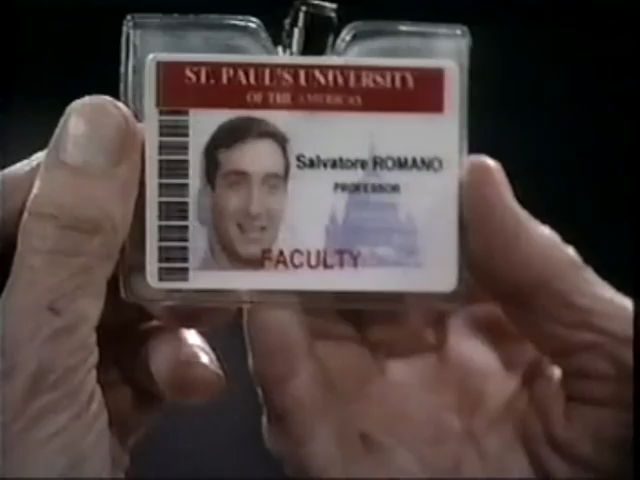 ST. PAUL'S UNIVERSITY
OF THE AMERICAS
Salvatore ROMANO
PROFESSOR
FACULTY